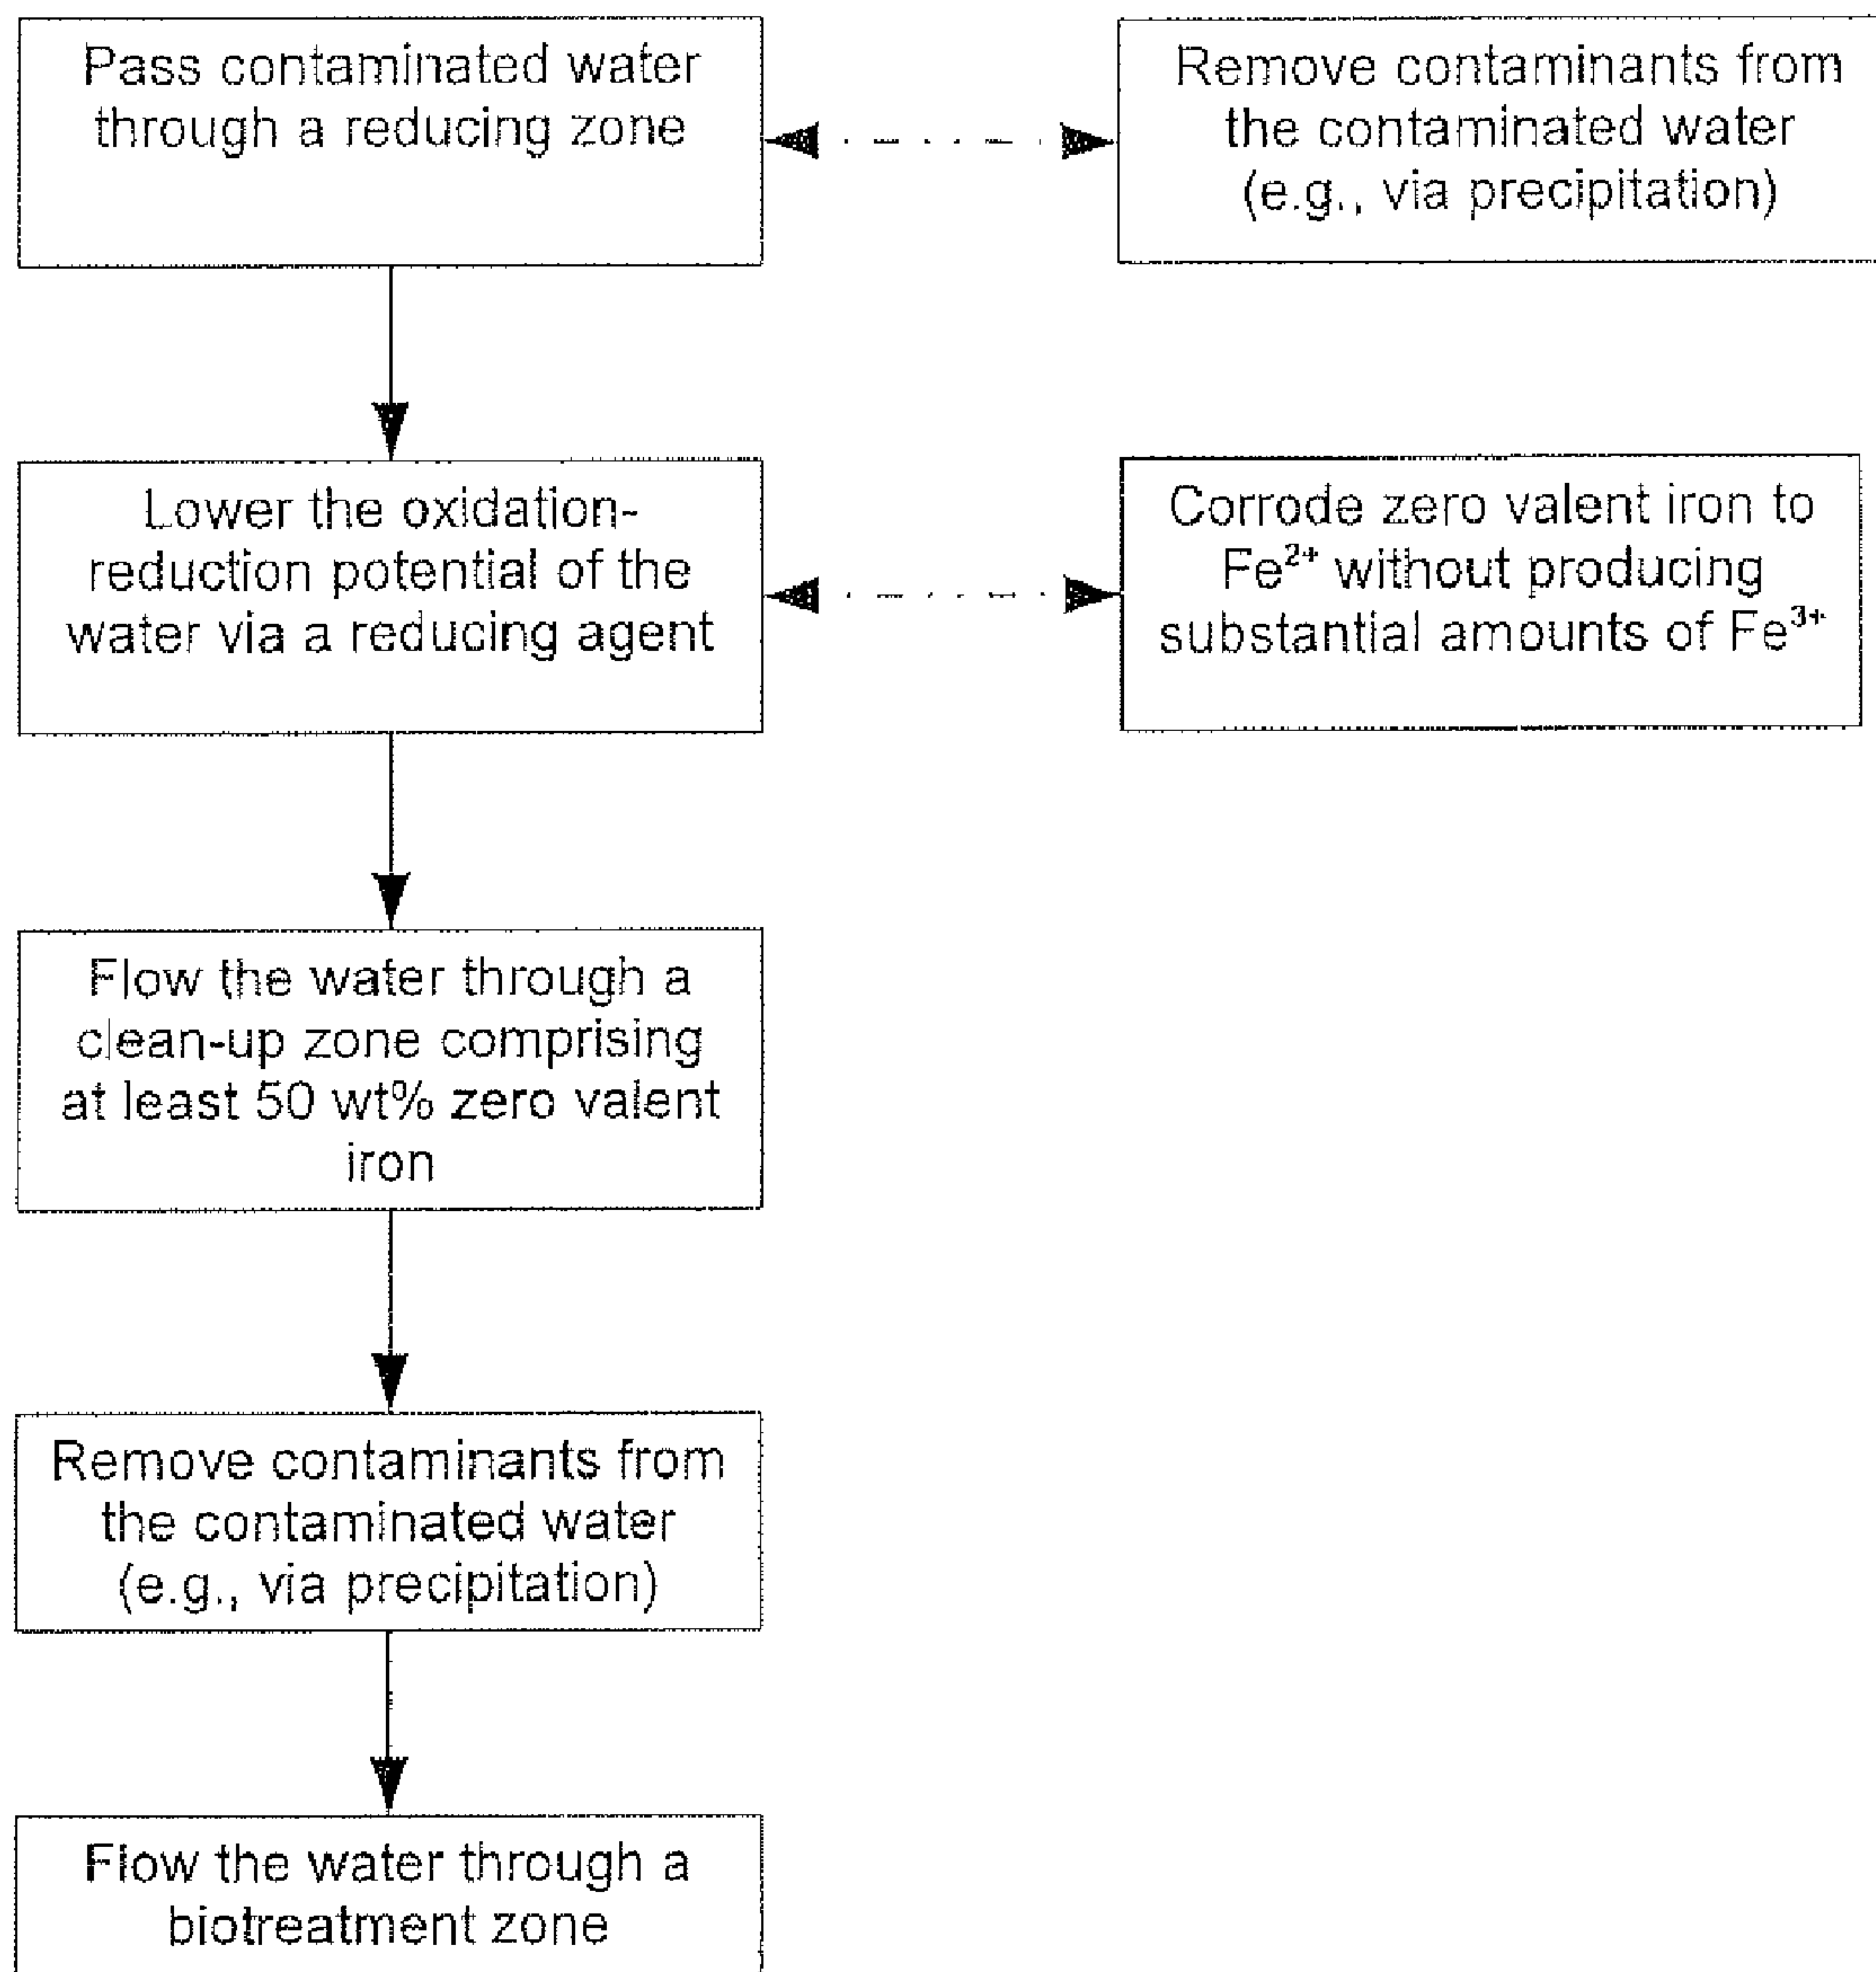 Pass contaminated water
through a reducing zone
Remove contaminants from
the contaminated water
(e.g., via precipitation)
Lower the oxidation-
reduction potential of the
water via a reducing agent
Corrode zero valent iron to
Fe²⁺ without producing
substantial amounts of Fe³⁺
Flow the water through a
clean-up zone comprising
at least 50 wt% zero valent
iron
Remove contaminants from
the contaminated water
(e.g., via precipitation)
Flow the water through a
biotreatment zone